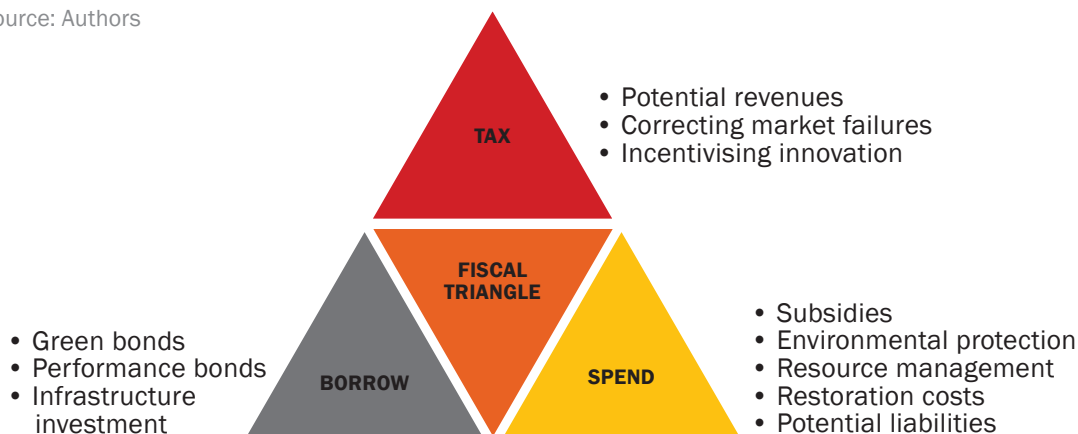 ource: Authors
TAX
• Potential revenues
• Correcting market failures
• Incentivising innovation
FISCAL
TRIANGLE
• Green bonds
• Performance bonds
• Infrastructure
investment
BORROW
SPEND
• Subsidies
• Environmental protection
• Resource management
• Restoration costs
• Potential liabilities